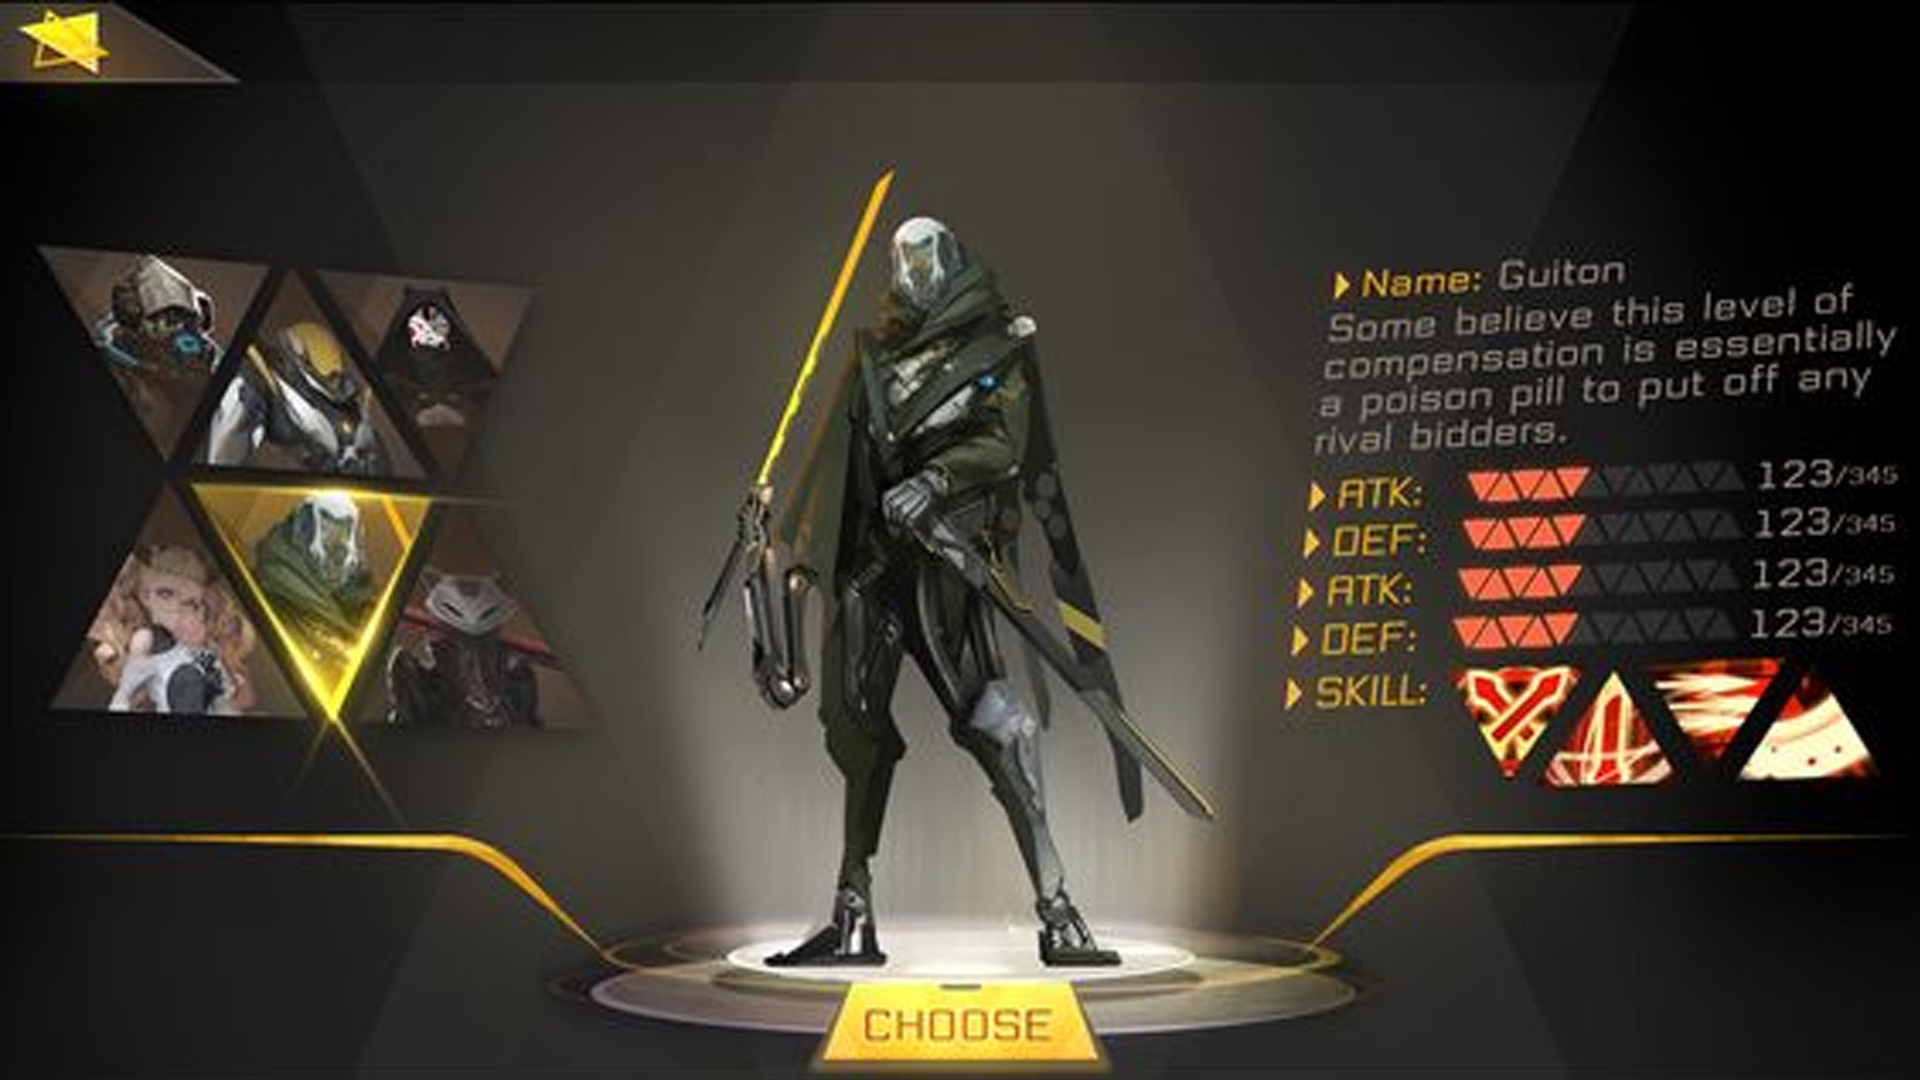 Name: Guiton
Some believe this level of
compensation is essentially
a poison pill to put off any
rival bidders.
ATK: 123/345
DEF: 123/345
ATK: 123/345
DEF: 123/345
SKILL:
CHOOSE